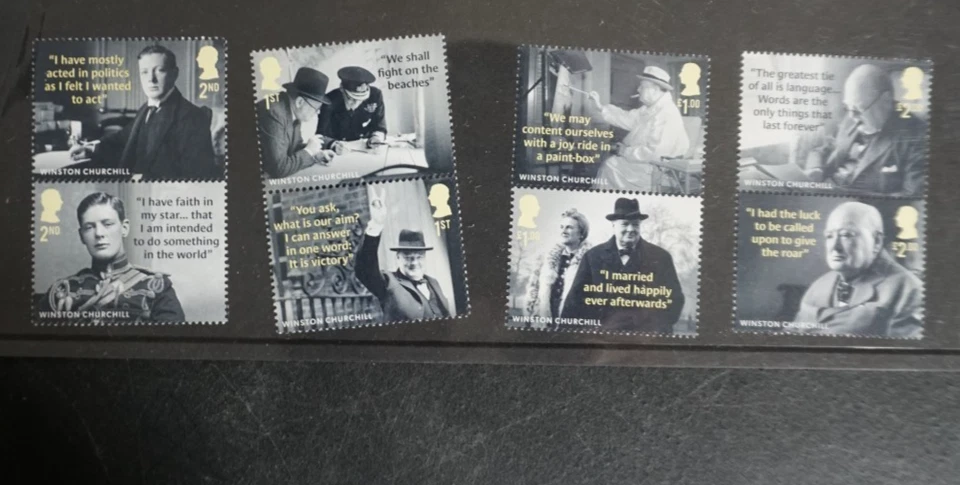 "I have mostly
acted in politics
as I felt I wanted
to act"
2ND
"I have faith in
my star... that
I am intended
to do something
in the world"
2ND
WINSTON CHURCHILL
"We shall
fight on the
beaches"
1ST
WINSTON CHURCHILL
"You ask,
what is our aim?
I can answer
in one word:
It is victory"
1ST
WINSTON CHURCHILL
£1.00
"We may
content ourselves
with a joy ride in
a paint-box"
WINSTON CHURCHILL
£1.00
"I married
and lived happily
ever afterwards"
WINSTON CHURCHILL
"The greatest tie
of all is language...
Words are the
only things that
last forever"
WINSTON CHURCHILL
"I had the luck
to be called
upon to give
the roar"
WINSTON CHURCHILL